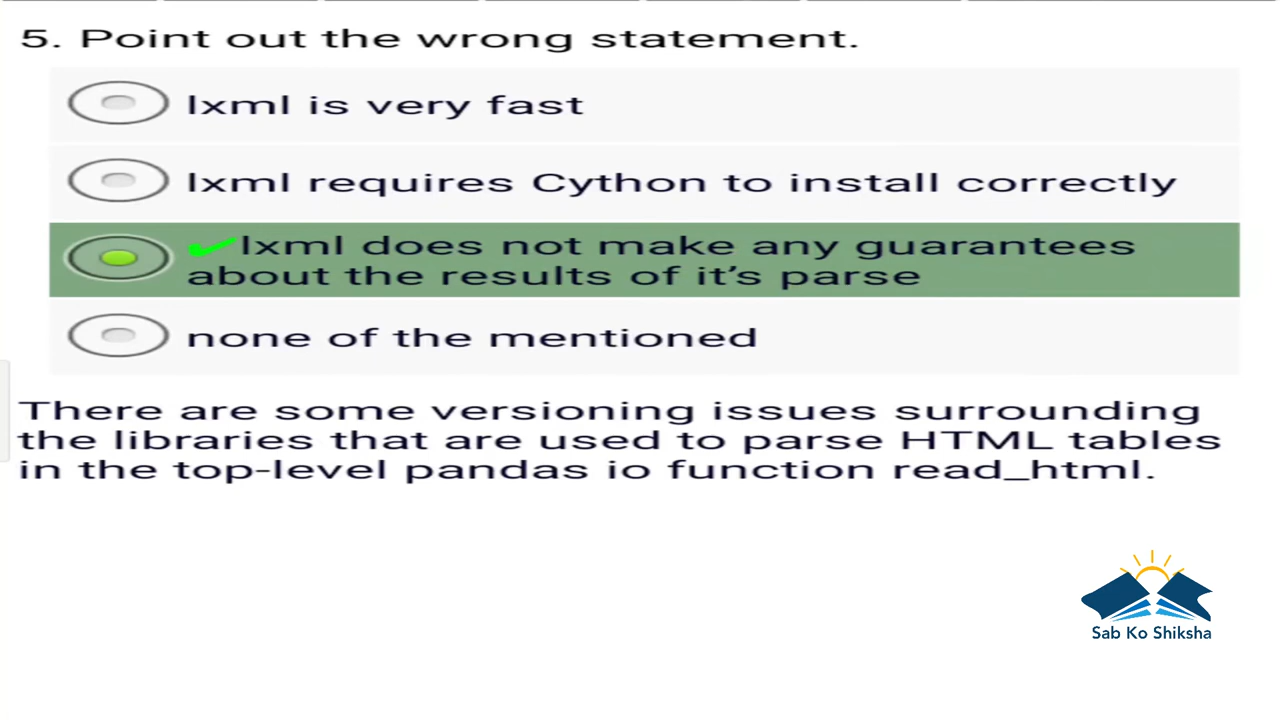 5. Point out the wrong statement.
lxml is very fast
lxml requires Cython to install correctly
✔lxml does not make any guarantees
about the results of it’s parse
none of the mentioned
There are some versioning issues surrounding
the libraries that are used to parse HTML tables
in the top-level pandas io function read_html.
Sab Ko Shiksha